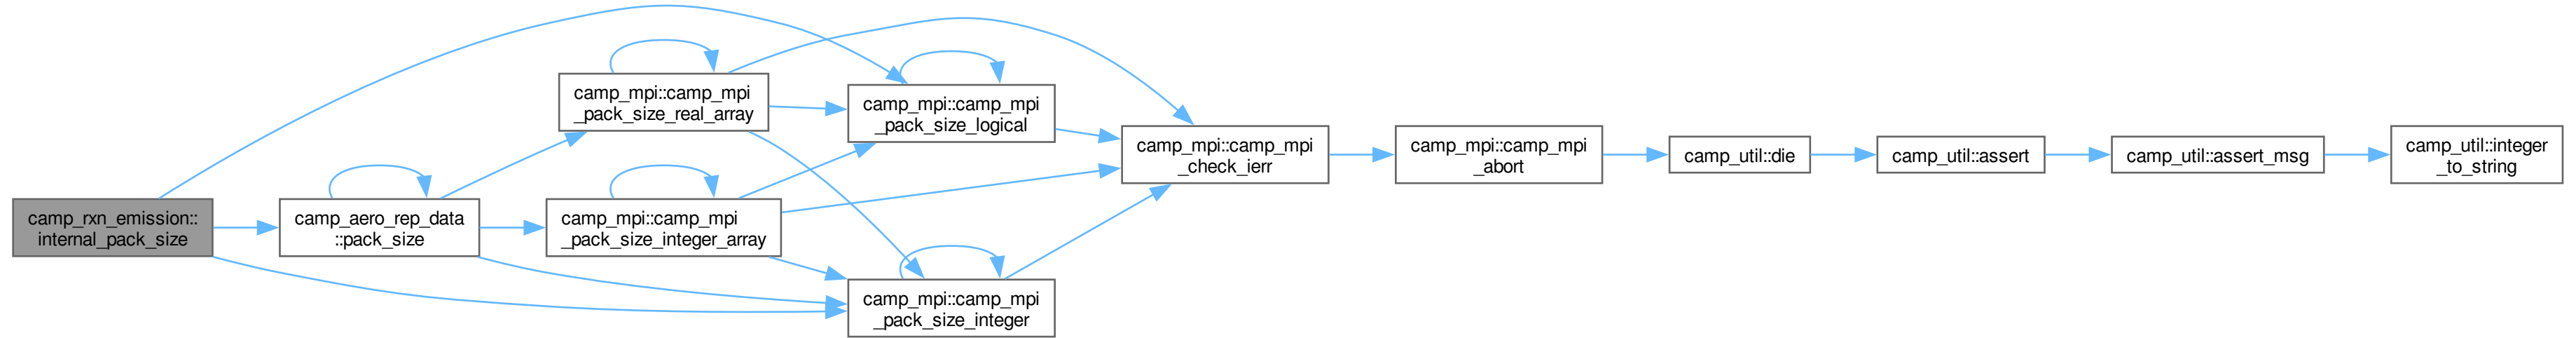 camp_rxn_emission::
internal_pack_size
camp_aero_rep_data
::pack_size
camp_mpi::camp_mpi
_pack_size_real_array
camp_mpi::camp_mpi
_pack_size_integer_array
camp_mpi::camp_mpi
_pack_size_logical
camp_mpi::camp_mpi
_pack_size_integer
camp_mpi::camp_mpi
_check_ierr
camp_mpi::camp_mpi
_abort
camp_util::die
camp_util::assert
camp_util::assert_msg
camp_util::integer
_to_string